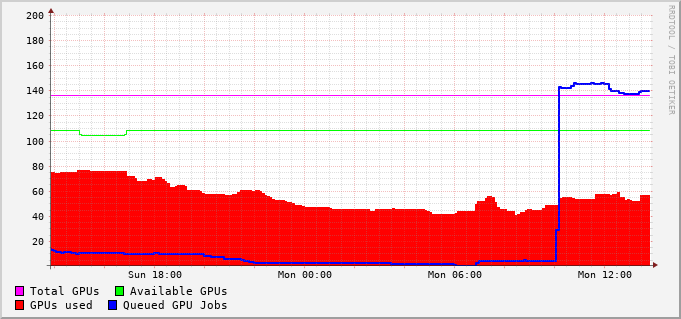 200
180
160
140
120
100
80
60
40
20
Sun 18:00 Mon 00:00 Mon 06:00 Mon 12:00
Total GPUs Available GPUs
GPUs used Queued GPU Jobs
RRDTOOL / TOBI OETIKER